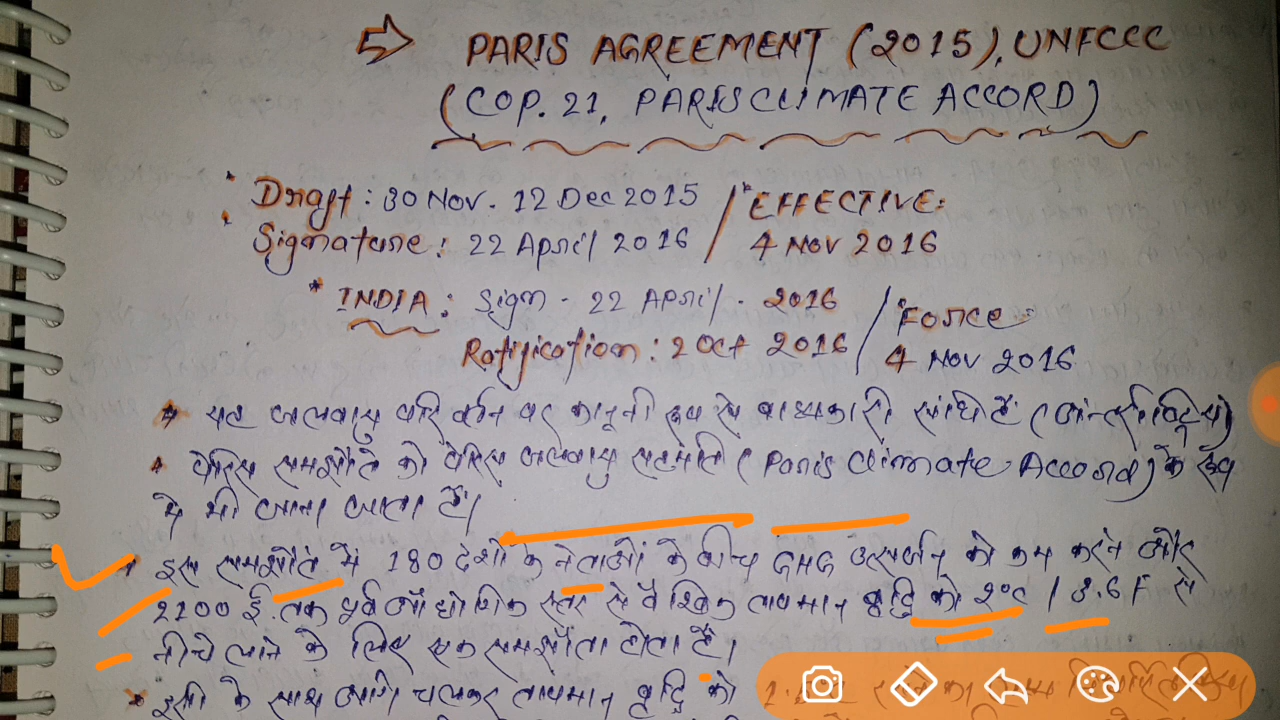 PARIS AGREEMENT (2015), UNFCCC
(COP. 21, PARIS CLIMATE ACCORD)
Draft : 30 Nov. 12 Dec 2015 / EFFECTIVE:
Signature : 22 April 2016 / 4 Nov 2016
INDIA : Sign - 22 April - 2016 / Force
Ratification : 2 Oct 2016 / 4 Nov 2016
यह जलवायु परिवर्तन पर कानूनी रूप से बाध्यकारी संधि है (अन्तर्राष्ट्रिय)
पेरिस समझौते को पेरिस जलवायु सहमति (Paris Climate Accord) के रूप
में भी जाना जाता है।
इस समझौते में 180 देशों के नेताओं के बीच GHG उत्सर्जन को कम करने और
2100 ई. तक पूर्व औद्योगिक स्तर से वैश्विक तापमान वृद्धि को 2°C / 3.6 F से
नीचे लाने के लिए एक समझौता होता है।
इसी के साथ आगे चलकर तापमान वृद्धि को